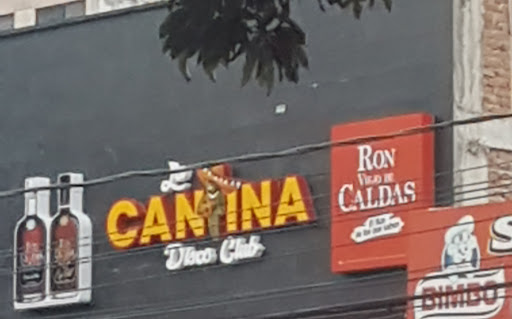 La
CANTINA
Disco Club
RON
VIEJO DE
CALDAS
S
BIMBO